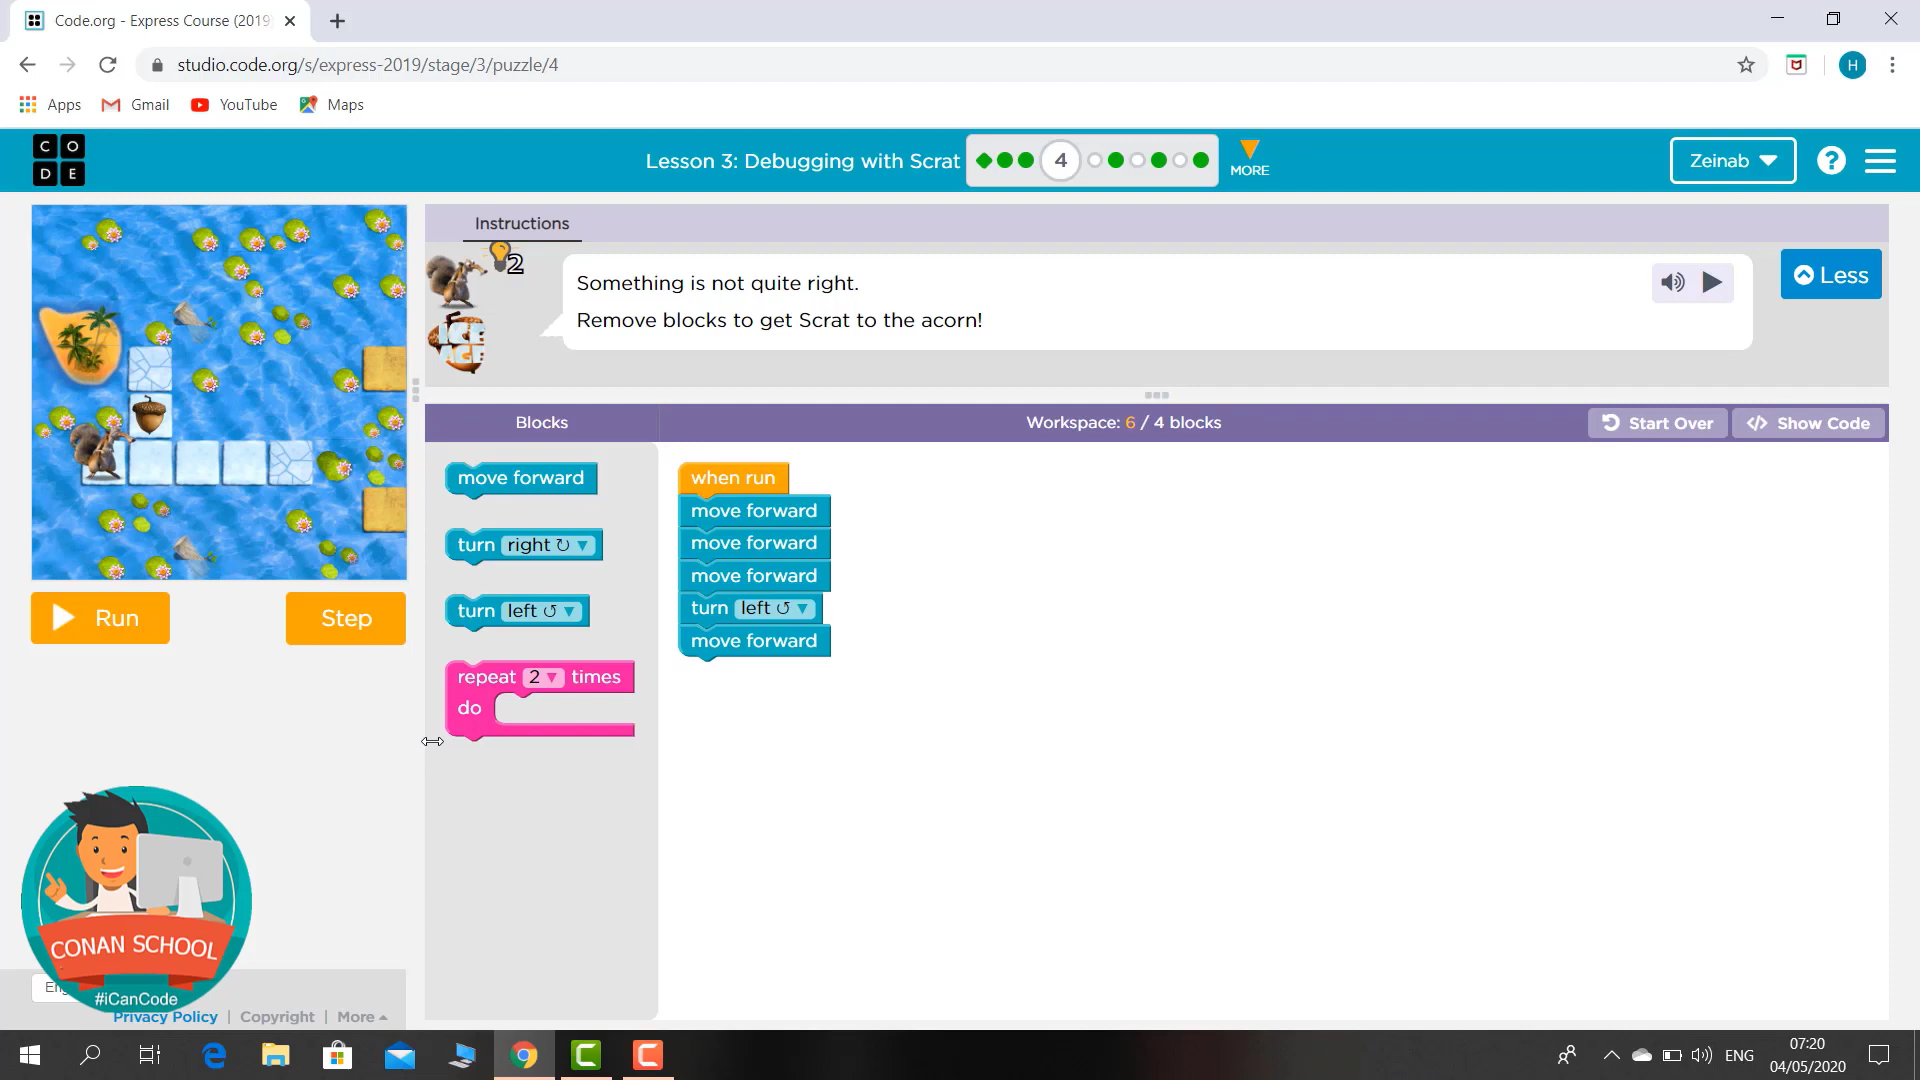 Code.org - Express Course (2019)
studio.code.org/s/express-2019/stage/3/puzzle/4
H
Apps
Gmail
YouTube
Maps
C O
D E
Lesson 3: Debugging with Scrat
4
MORE
Zeinab
?
Instructions
2
ICE
AGE
Something is not quite right.
Remove blocks to get Scrat to the acorn!
Less
Blocks
Workspace: 6 / 4 blocks
Start Over
Show Code
move forward
turn right
turn left
repeat 2 times
do
when run
move forward
move forward
move forward
turn left
move forward
Run
Step
CONAN SCHOOL
#iCanCode
Privacy Policy | Copyright | More
ENG
07:20
04/05/2020